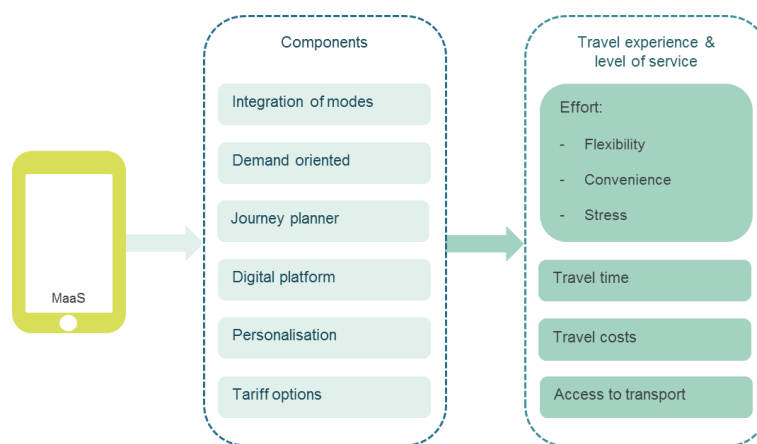 MaaS
Components
Integration of modes
Demand oriented
Journey planner
Digital platform
Personalisation
Tariff options
Travel experience &
level of service
Effort:
- Flexibility
- Convenience
- Stress
Travel time
Travel costs
Access to transport